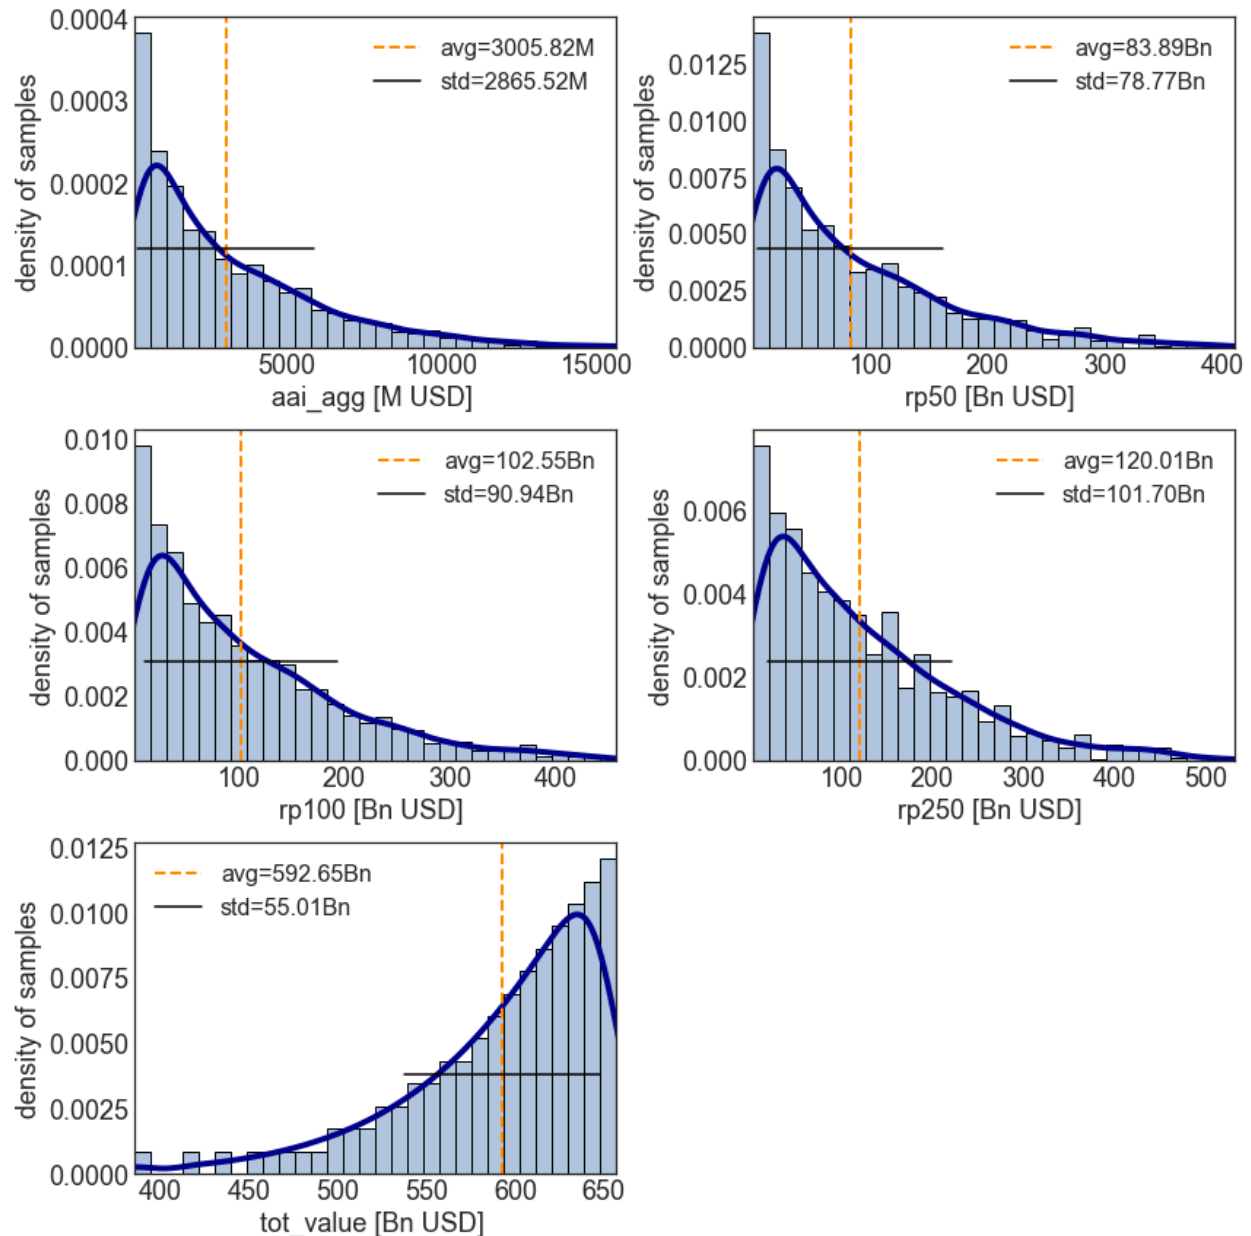 0.0004
0.0003
0.0002
0.0001
0.0000
density of samples
avg=3005.82M
std=2865.52M
5000 10000 15000
aai_agg [M USD]
0.0125
0.0100
0.0075
0.0050
0.0025
0.0000
density of samples
avg=83.89Bn
std=78.77Bn
100 200 300 400
rp50 [Bn USD]
0.010
0.008
0.006
0.004
0.002
0.000
density of samples
avg=102.55Bn
std=90.94Bn
100 200 300 400
rp100 [Bn USD]
0.006
0.004
0.002
0.000
density of samples
avg=120.01Bn
std=101.70Bn
100 200 300 400 500
rp250 [Bn USD]
0.0125
0.0100
0.0075
0.0050
0.0025
0.0000
density of samples
avg=592.65Bn
std=55.01Bn
400 450 500 550 600 650
tot_value [Bn USD]